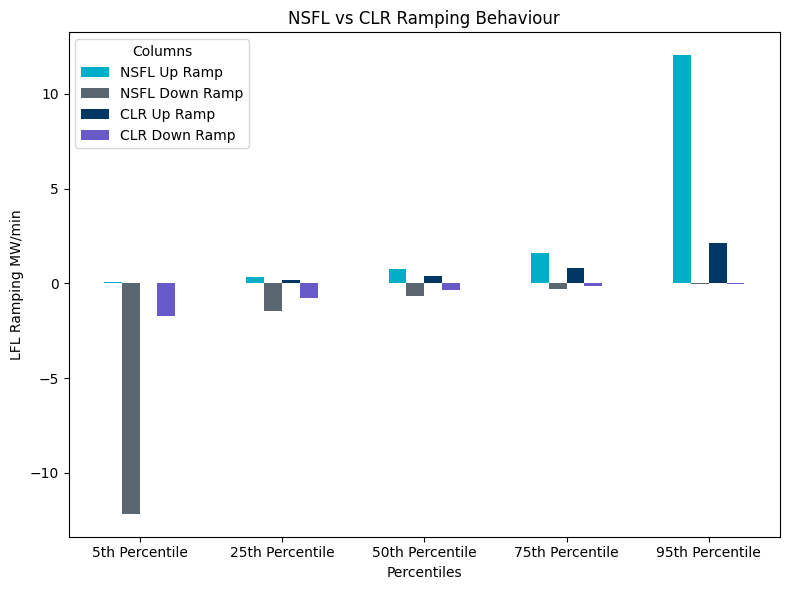 NSFL vs CLR Ramping Behaviour
Columns
NSFL Up Ramp
NSFL Down Ramp
CLR Up Ramp
CLR Down Ramp
LFL Ramping MW/min
10
5
0
−5
−10
5th Percentile
25th Percentile
50th Percentile
75th Percentile
95th Percentile
Percentiles